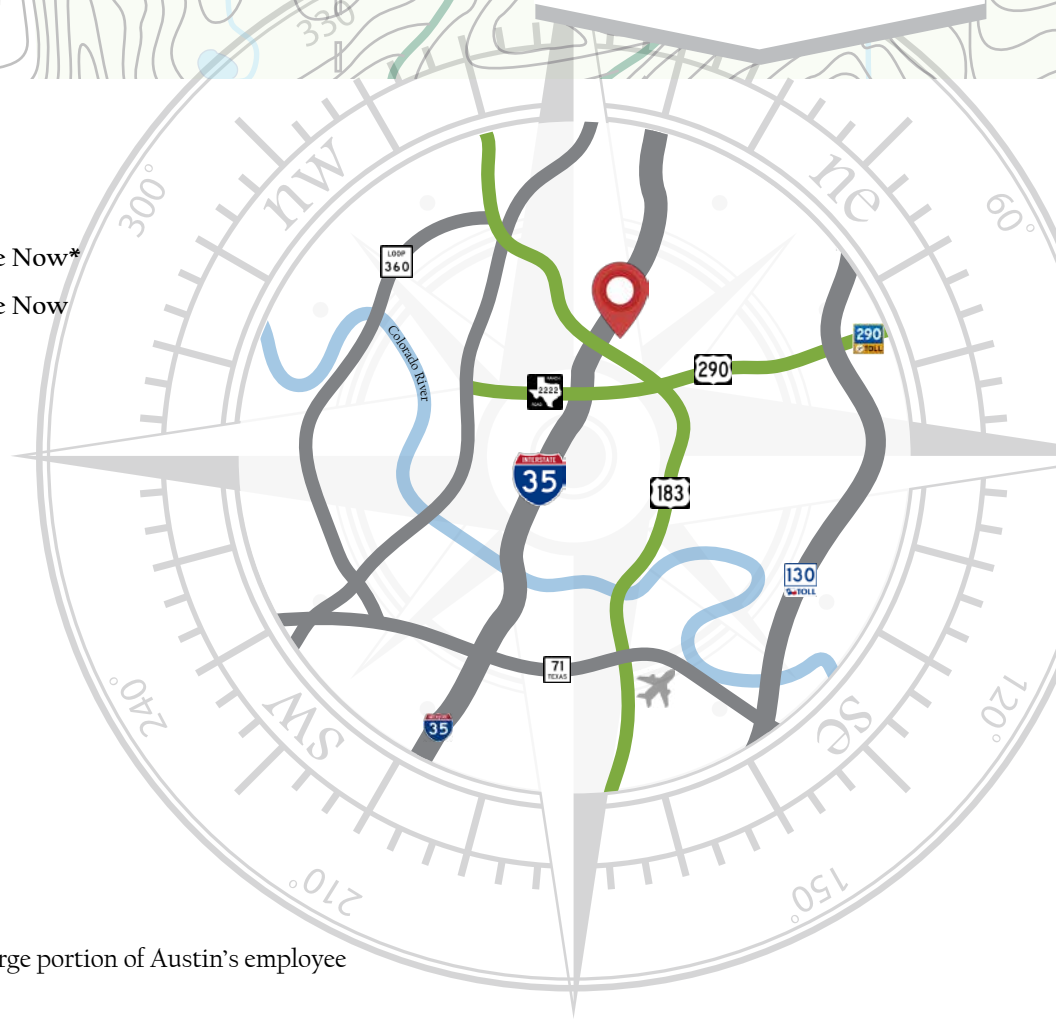 330
nw
ne
300°
60°
e Now*
LOOP
360
e Now
Colorado River
290
TOLL
290
2222
INTERSTATE
35
183
130
TOLL
71
TEXAS
35
240°
120°
sw
se
210°
150°
rge portion of Austin's employee